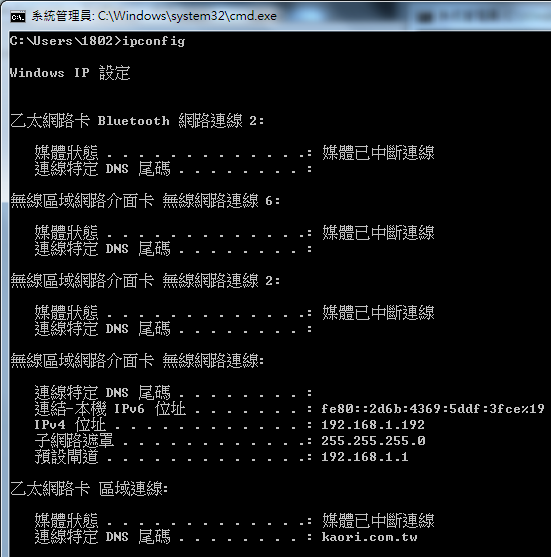 系統管理員: C:\Windows\system32\cmd.exe
C:\Users\1802>ipconfig
Windows IP 設定
乙太網路卡 Bluetooth 網路連線 2:
媒體狀態 . . . . . . . . . . . . .: 媒體已中斷連線
連線特定 DNS 尾碼 . . . . . . . . :
無線區域網路介面卡 無線網路連線 6:
媒體狀態 . . . . . . . . . . . . .: 媒體已中斷連線
連線特定 DNS 尾碼 . . . . . . . . :
無線區域網路介面卡 無線網路連線 2:
媒體狀態 . . . . . . . . . . . . .: 媒體已中斷連線
連線特定 DNS 尾碼 . . . . . . . . :
無線區域網路介面卡 無線網路連線:
連線特定 DNS 尾碼 . . . . . . . . :
連結-本機 IPv6 位址 . . . . . . . : fe80::2d6b:4369:5ddf:3fce%19
IPv4 位址 . . . . . . . . . . . . : 192.168.1.192
子網路遮罩 . . . . . . . . . . . .: 255.255.255.0
預設閘道 . . . . . . . . . . . . .: 192.168.1.1
乙太網路卡 區域連線:
媒體狀態 . . . . . . . . . . . . .: 媒體已中斷連線
連線特定 DNS 尾碼 . . . . . . . . : kaori.com.tw